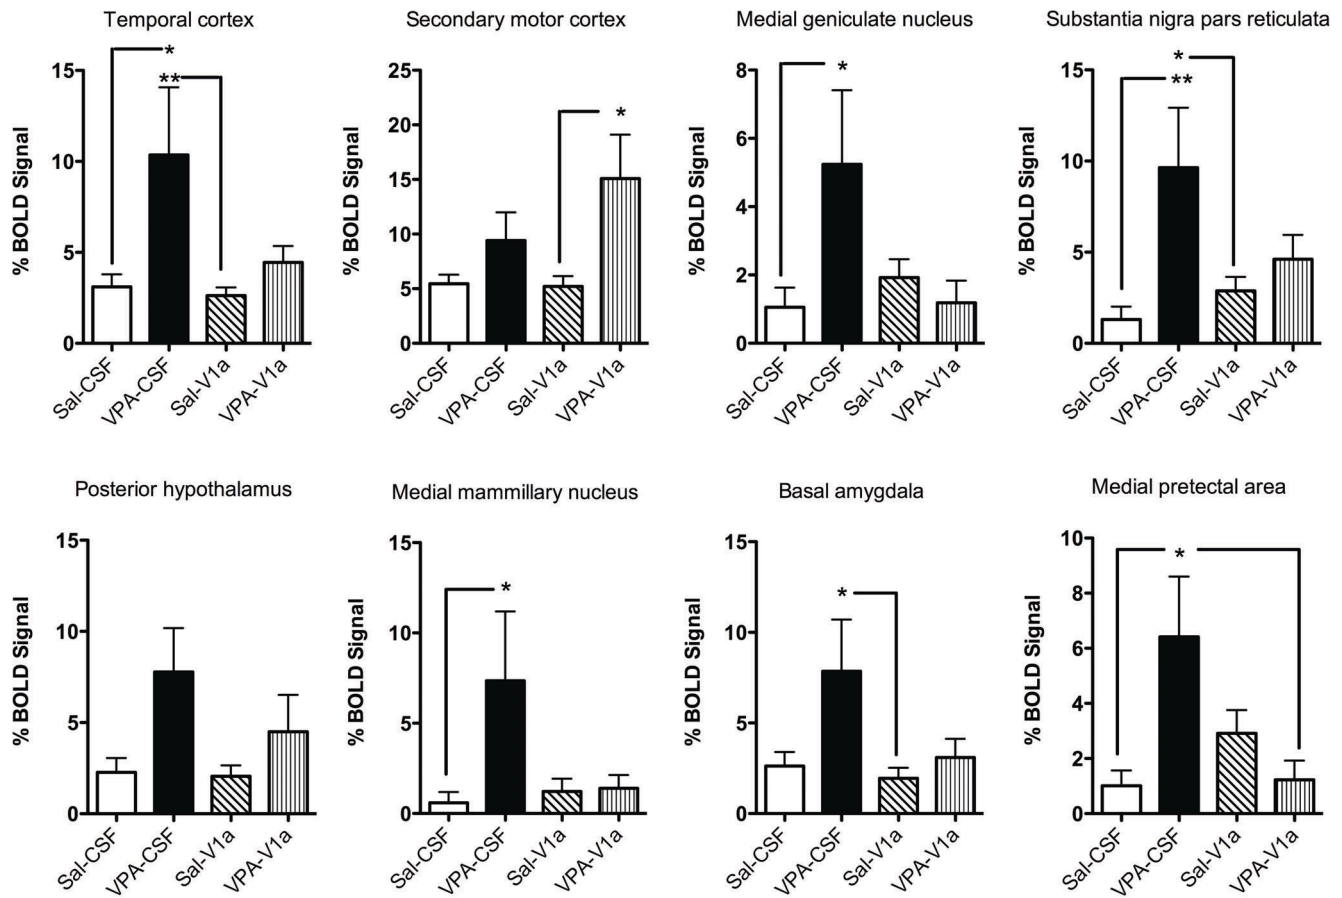 Temporal cortex
Secondary motor cortex
Medial geniculate nucleus
Substantia nigra pars reticulata
% BOLD Signal
15
10
5
0
*
**
Sal-CSF
VPA-CSF
Sal-V1a
VPA-V1a
% BOLD Signal
25
20
15
10
5
0
*
Sal-CSF
VPA-CSF
Sal-V1a
VPA-V1a
% BOLD Signal
8
6
4
2
0
*
Sal-CSF
VPA-CSF
Sal-V1a
VPA-V1a
% BOLD Signal
15
10
5
0
*
**
Sal-CSF
VPA-CSF
Sal-V1a
VPA-V1a
Posterior hypothalamus
Medial mammillary nucleus
Basal amygdala
Medial pretectal area
% BOLD Signal
15
10
5
0
Sal-CSF
VPA-CSF
Sal-V1a
VPA-V1a
% BOLD Signal
15
10
5
0
*
Sal-CSF
VPA-CSF
Sal-V1a
VPA-V1a
% BOLD Signal
15
10
5
0
*
Sal-CSF
VPA-CSF
Sal-V1a
VPA-V1a
% BOLD Signal
10
8
6
4
2
0
*
Sal-CSF
VPA-CSF
Sal-V1a
VPA-V1a